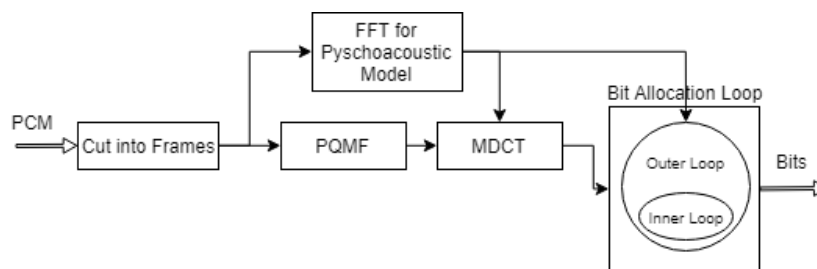 FFT for
Pyschoacoustic
Model
Bit Allocation Loop
PCM
Cut into Frames
PQMF
MDCT
Outer Loop
Inner Loop
Bits